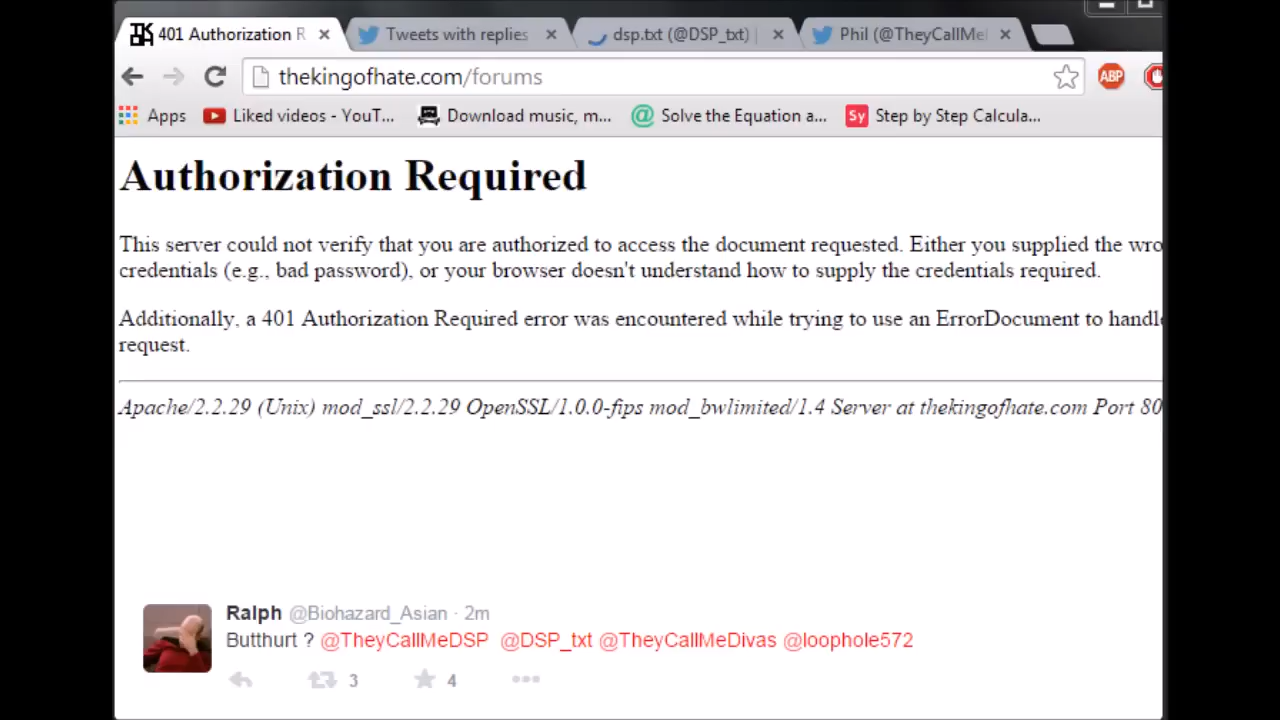 401 Authorization R
Tweets with replies
dsp.txt (@DSP_txt) |
Phil (@TheyCallMe
thekingofhate.com/forums
ABP
Apps
Liked videos - YouT...
Download music, m...
@ Solve the Equation a...
Sy Step by Step Calcula...
Authorization Required
This server could not verify that you are authorized to access the document requested. Either you supplied the wro
credentials (e.g., bad password), or your browser doesn't understand how to supply the credentials required.
Additionally, a 401 Authorization Required error was encountered while trying to use an ErrorDocument to handle
request.
Apache/2.2.29 (Unix) mod_ssl/2.2.29 OpenSSL/1.0.0-fips mod_bwlimited/1.4 Server at thekingofhate.com Port 80
Ralph @Biohazard_Asian · 2m
Butthurt ? @TheyCallMeDSP @DSP_txt @TheyCallMeDivas @loophole572
3 4